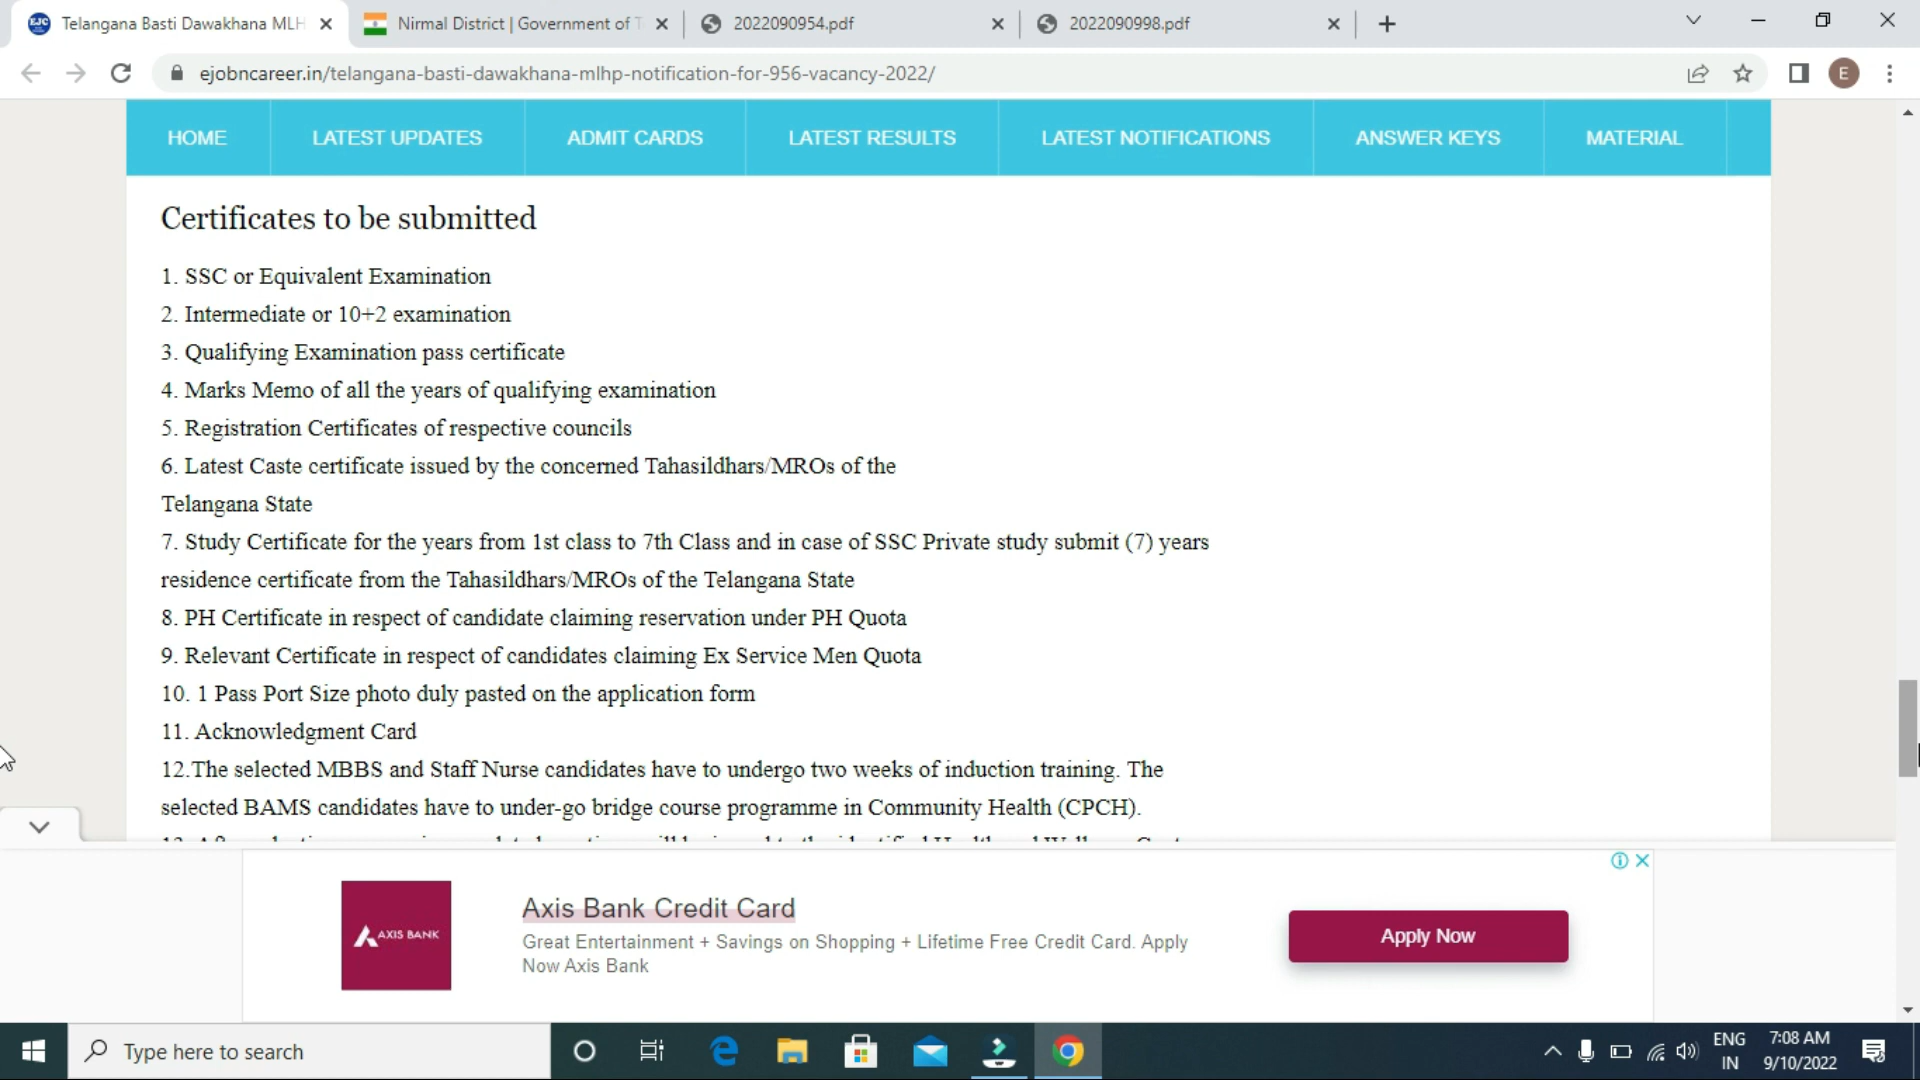 Telangana Basti Dawakhana MLH
Nirmal District | Government of T
2022090954.pdf
2022090998.pdf
ejobncareer.in/telangana-basti-dawakhana-mlhp-notification-for-956-vacancy-2022/
E
HOME
LATEST UPDATES
ADMIT CARDS
LATEST RESULTS
LATEST NOTIFICATIONS
ANSWER KEYS
MATERIAL
Certificates to be submitted
1. SSC or Equivalent Examination
2. Intermediate or 10+2 examination
3. Qualifying Examination pass certificate
4. Marks Memo of all the years of qualifying examination
5. Registration Certificates of respective councils
6. Latest Caste certificate issued by the concerned Tahasildhars/MROs of the
Telangana State
7. Study Certificate for the years from 1st class to 7th Class and in case of SSC Private study submit (7) years
residence certificate from the Tahasildhars/MROs of the Telangana State
8. PH Certificate in respect of candidate claiming reservation under PH Quota
9. Relevant Certificate in respect of candidates claiming Ex Service Men Quota
10. 1 Pass Port Size photo duly pasted on the application form
11. Acknowledgment Card
12.The selected MBBS and Staff Nurse candidates have to undergo two weeks of induction training. The
selected BAMS candidates have to under-go bridge course programme in Community Health (CPCH).
AXIS BANK
Axis Bank Credit Card
Great Entertainment + Savings on Shopping + Lifetime Free Credit Card. Apply
Now Axis Bank
Apply Now
Type here to search
ENG
IN
7:08 AM
9/10/2022